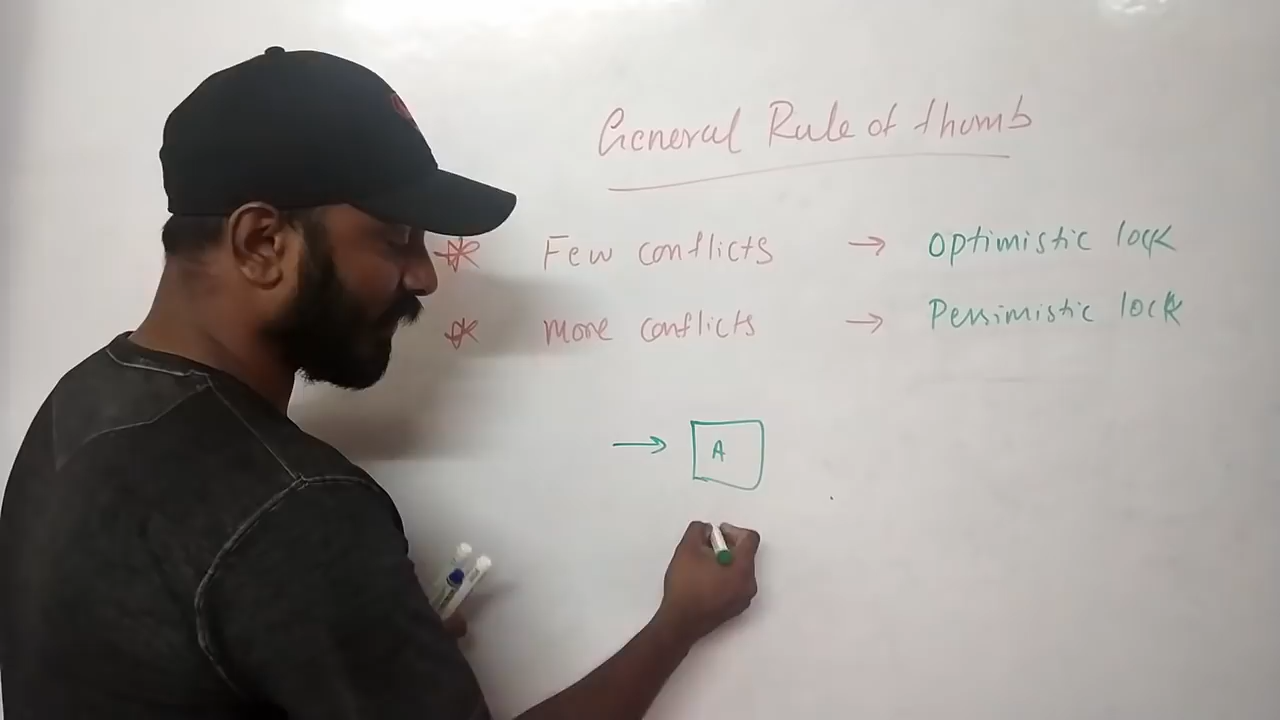 General Rule of thumb
Few conflicts → Optimistic lock
More conflicts → Pessimistic lock
→ A